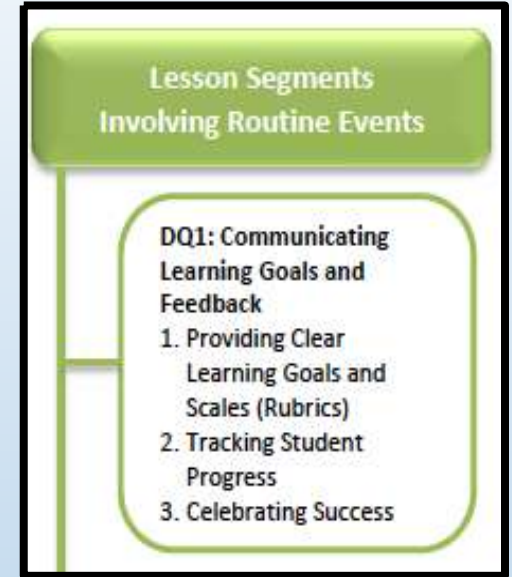 Lesson Segments
Involving Routine Events
DQ1: Communicating
Learning Goals and
Feedback
1. Providing Clear
Learning Goals and
Scales (Rubrics)
2. Tracking Student
Progress
3. Celebrating Success